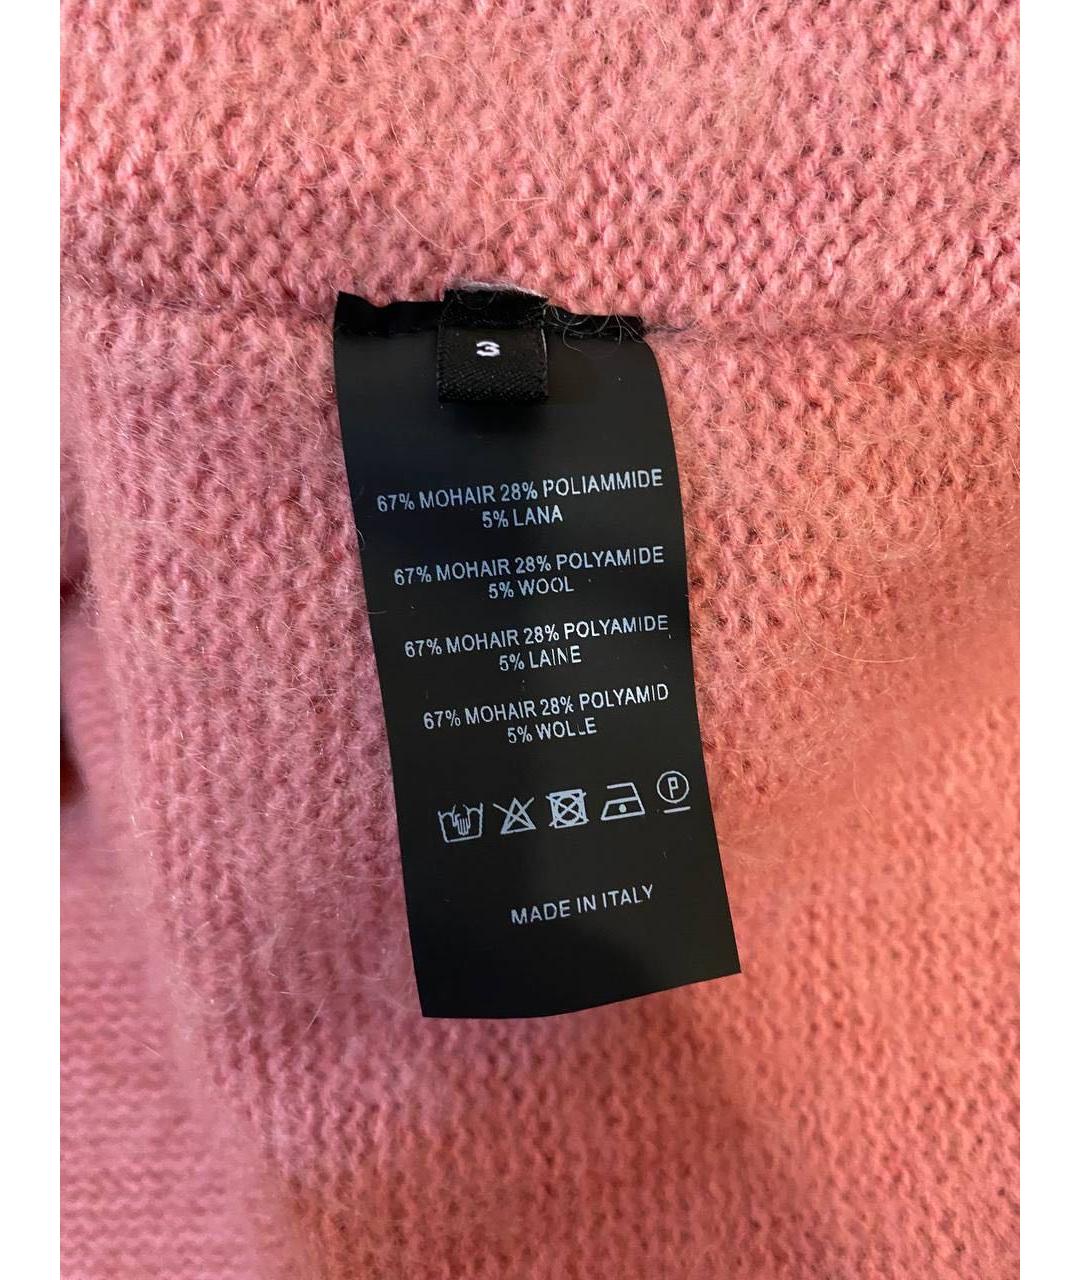 3
67% MOHAIR 28% POLIAMMIDE
5% LANA
67% MOHAIR 28% POLYAMIDE
5% WOOL
67% MOHAIR 28% POLYAMIDE
5% LAINE
67% MOHAIR 28% POLYAMID
5% WOLLE
P
MADE IN ITALY